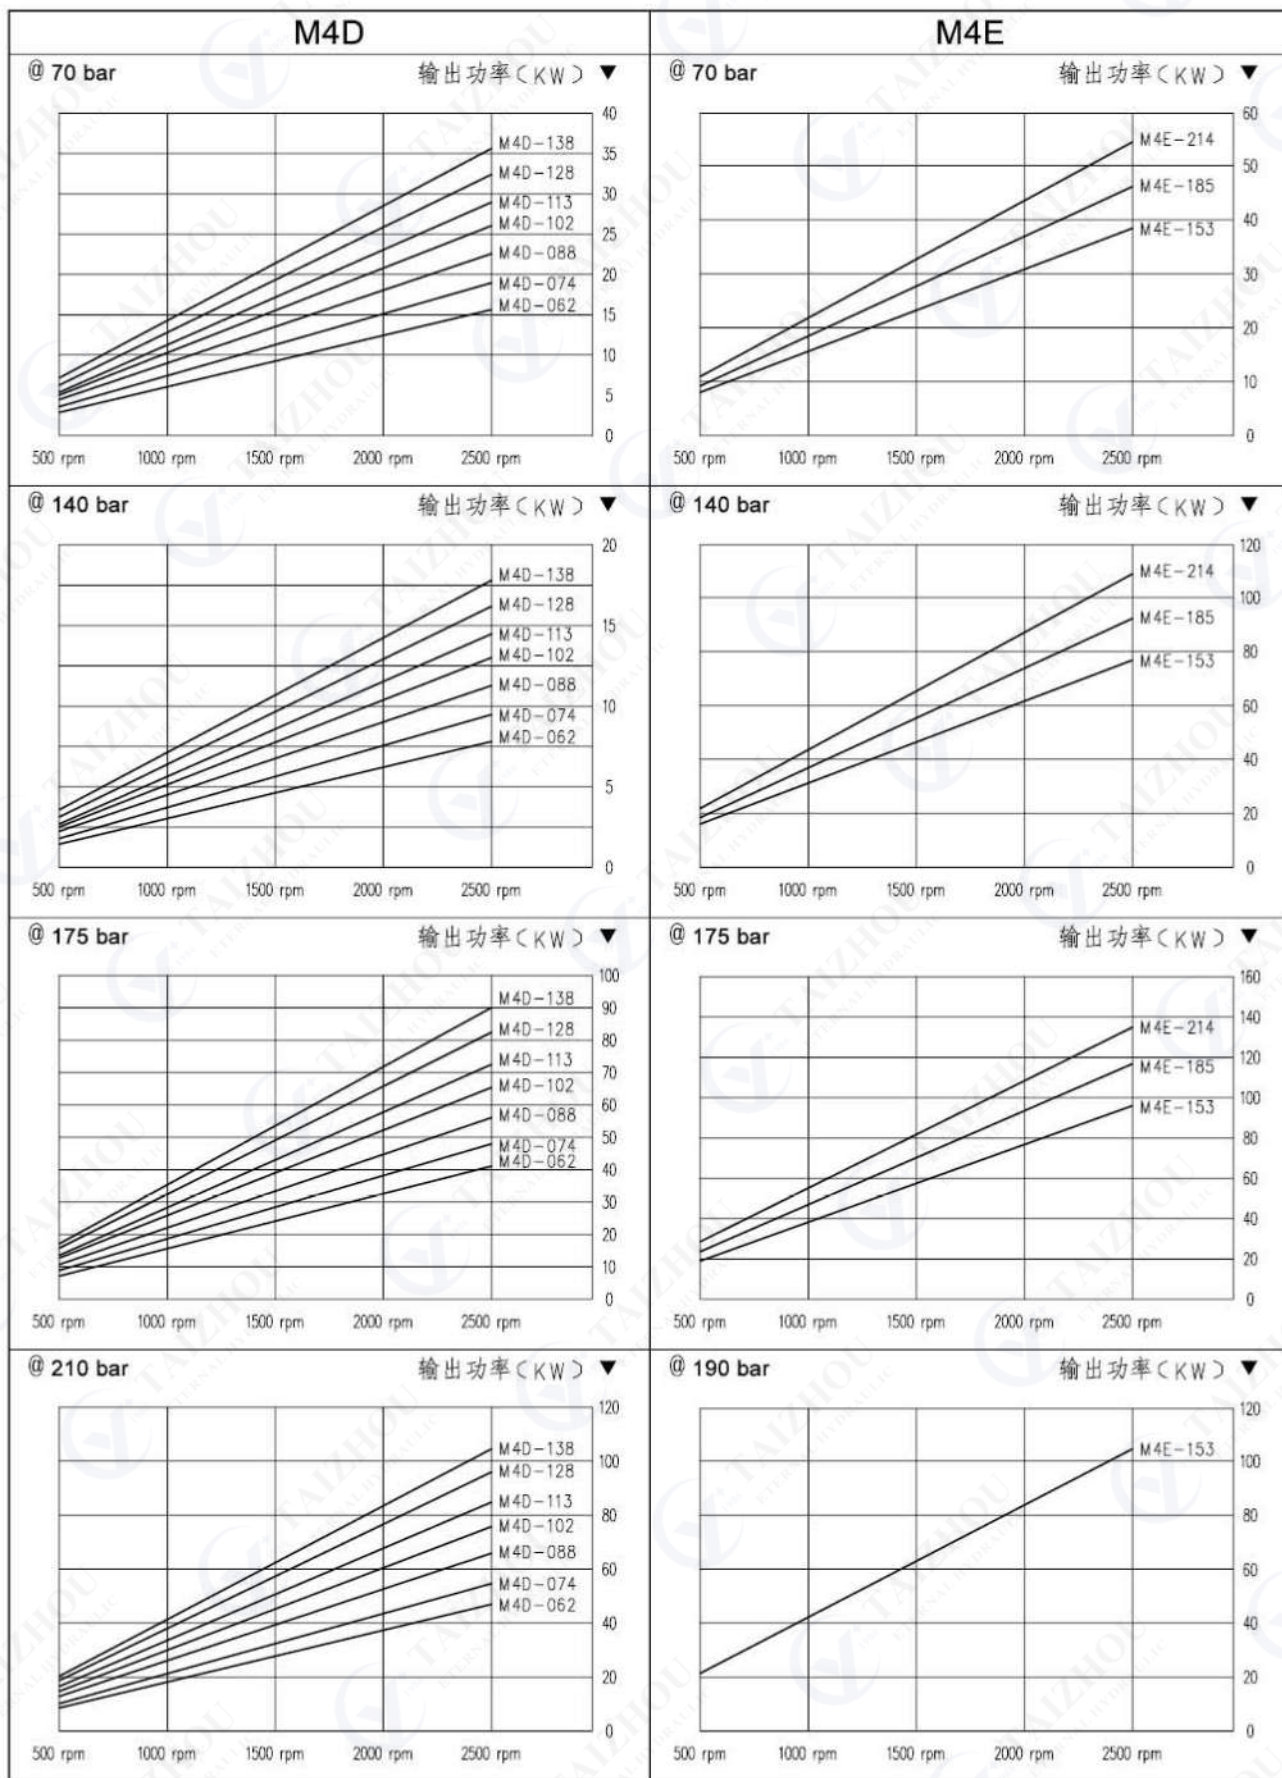 M4D
M4E
@ 70 bar
输出功率(KW) ▼
40
35
30
25
20
15
10
5
0
M4D-138
M4D-128
M4D-113
M4D-102
M4D-088
M4D-074
M4D-062
500 rpm 1000 rpm 1500 rpm 2000 rpm 2500 rpm
@ 70 bar
输出功率(KW) ▼
60
50
40
30
20
10
0
M4E-214
M4E-185
M4E-153
500 rpm 1000 rpm 1500 rpm 2000 rpm 2500 rpm
@ 140 bar
输出功率(KW) ▼
20
15
10
5
0
M4D-138
M4D-128
M4D-113
M4D-102
M4D-088
M4D-074
M4D-062
500 rpm 1000 rpm 1500 rpm 2000 rpm 2500 rpm
@ 140 bar
输出功率(KW) ▼
120
100
80
60
40
20
0
M4E-214
M4E-185
M4E-153
500 rpm 1000 rpm 1500 rpm 2000 rpm 2500 rpm
@ 175 bar
输出功率(KW) ▼
100
90
80
70
60
50
40
30
20
10
0
M4D-138
M4D-128
M4D-113
M4D-102
M4D-088
M4D-074
M4D-062
500 rpm 1000 rpm 1500 rpm 2000 rpm 2500 rpm
@ 175 bar
输出功率(KW) ▼
160
140
120
100
80
60
40
20
0
M4E-214
M4E-185
M4E-153
500 rpm 1000 rpm 1500 rpm 2000 rpm 2500 rpm
@ 210 bar
输出功率(KW) ▼
120
100
80
60
40
20
0
M4D-138
M4D-128
M4D-113
M4D-102
M4D-088
M4D-074
M4D-062
500 rpm 1000 rpm 1500 rpm 2000 rpm 2500 rpm
@ 190 bar
输出功率(KW) ▼
120
100
80
60
40
20
0
M4E-153
500 rpm 1000 rpm 1500 rpm 2000 rpm 2500 rpm
TAIZHOU
ETERNAL HYDRAULIC